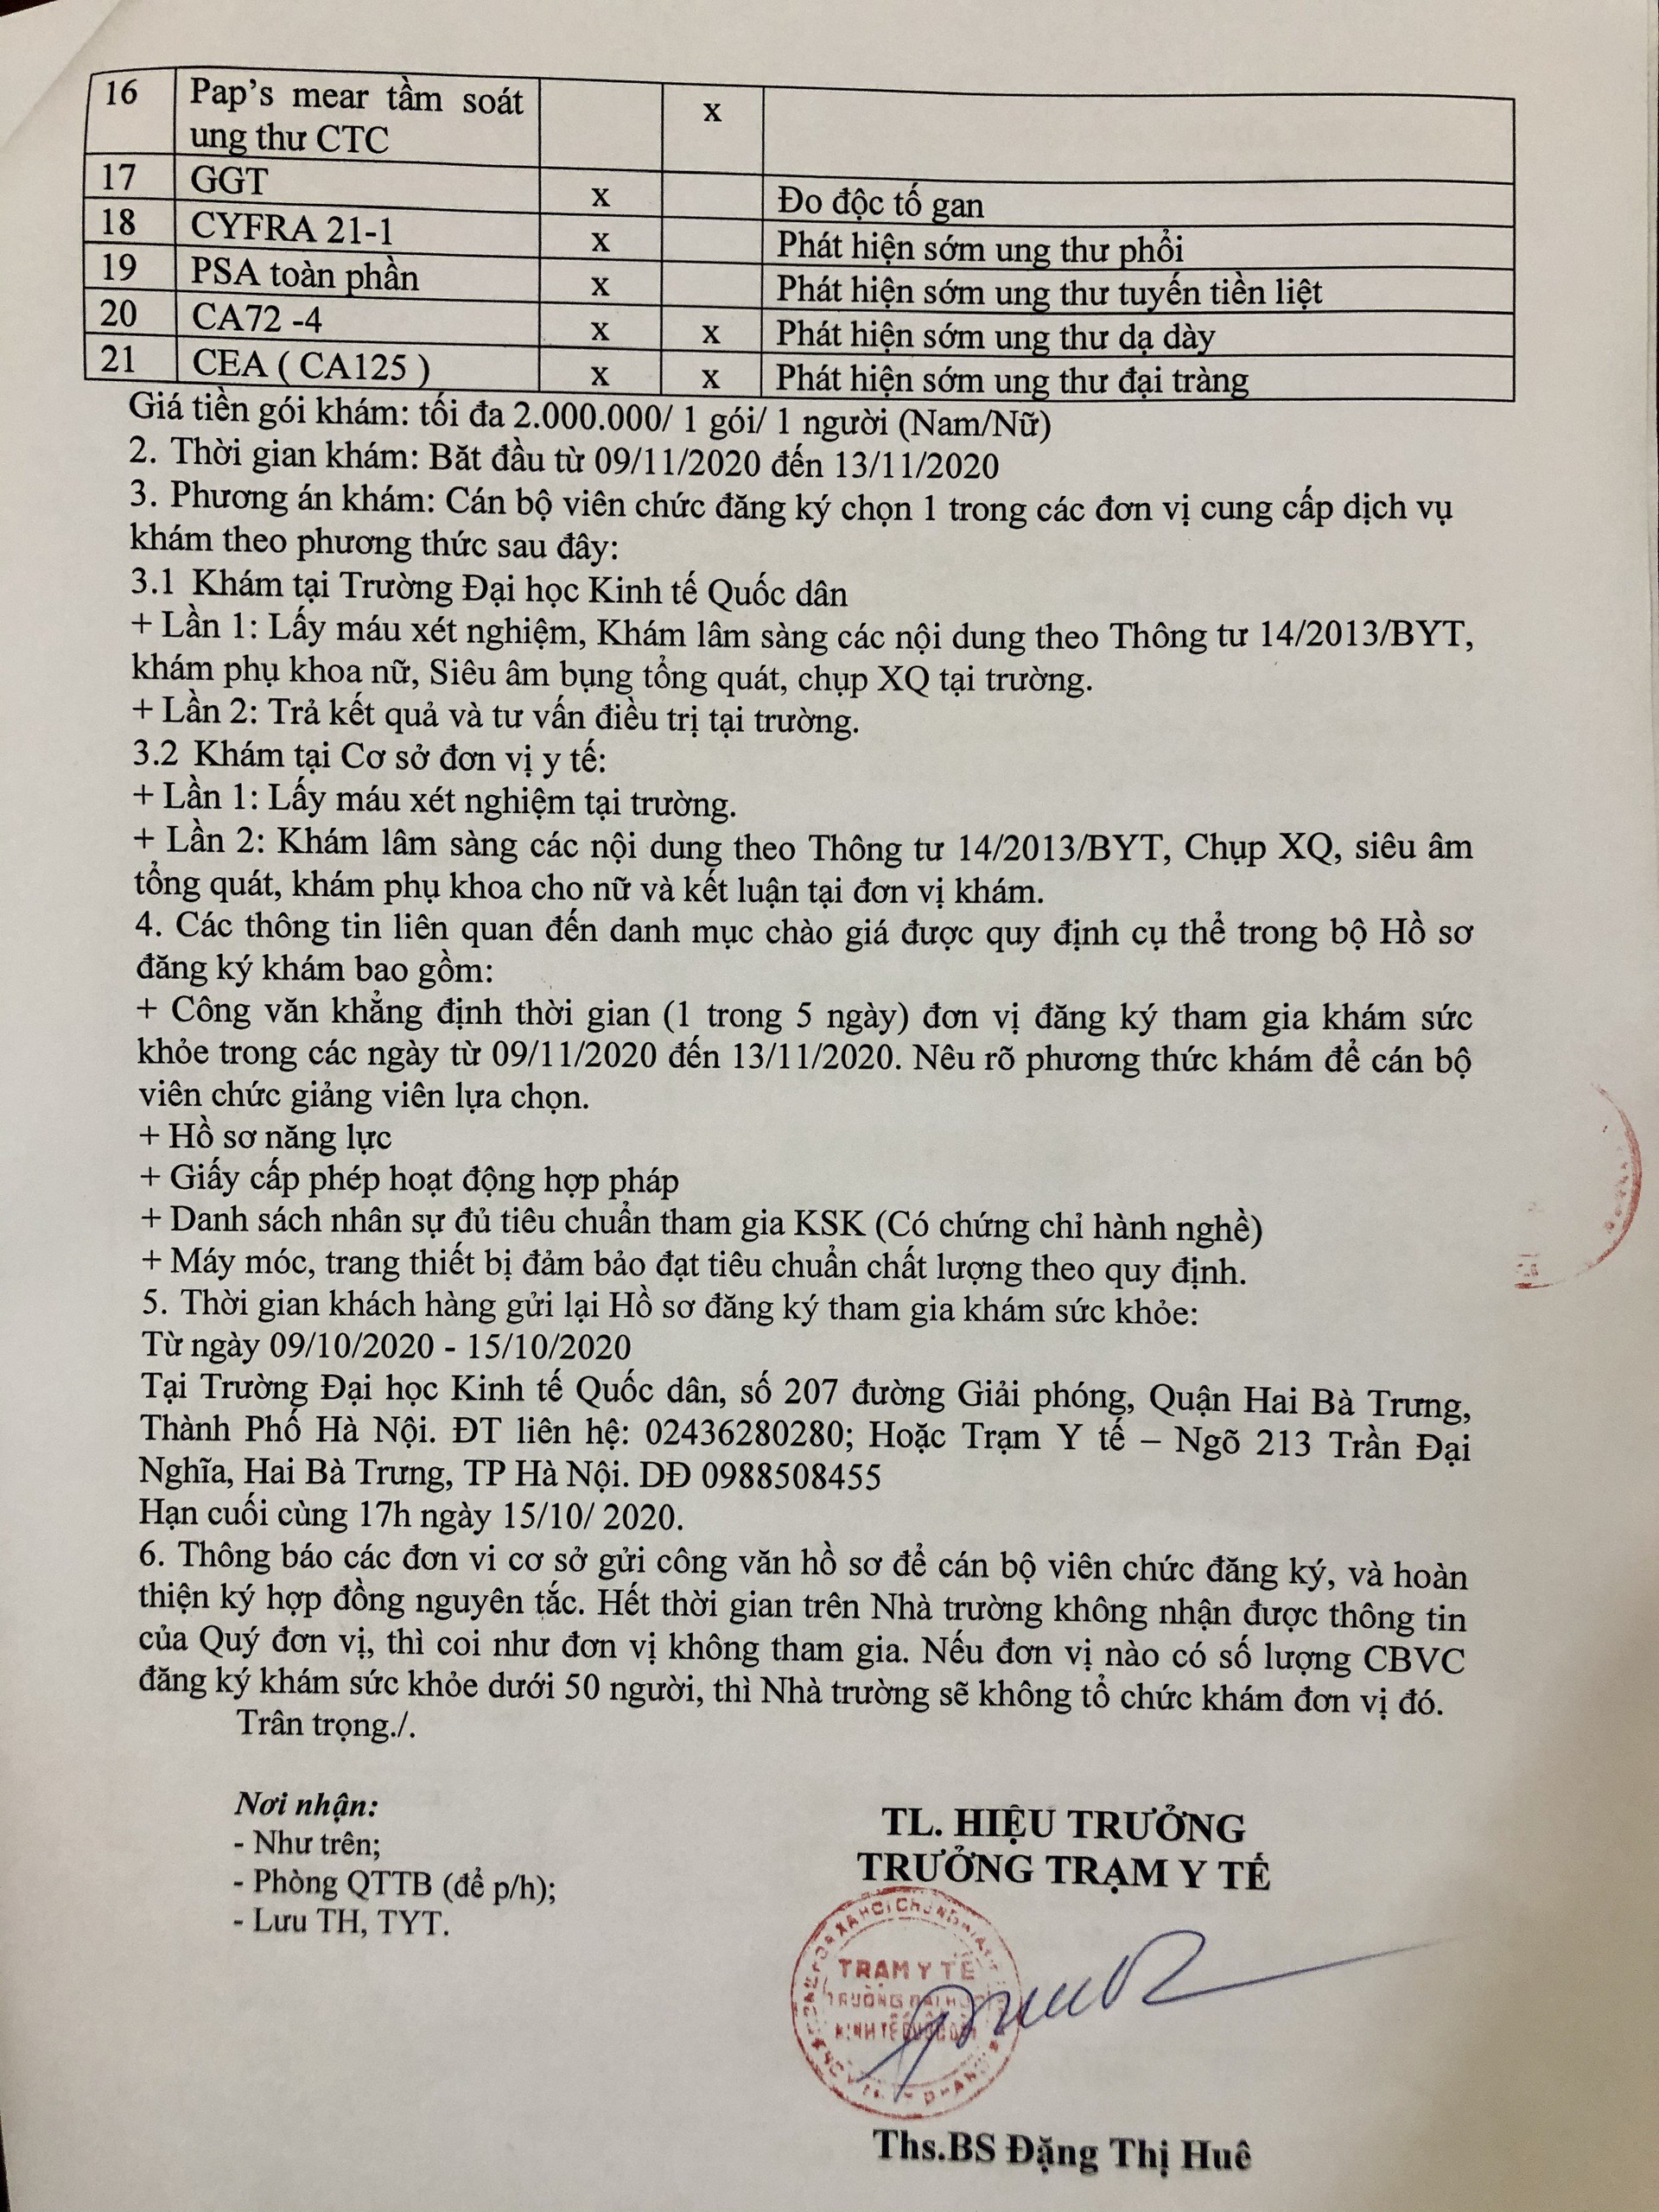 16 Pap's mear tầm soát x
ung thư CTC
17 GGT x Đo độc tố gan
18 CYFRA 21-1 x Phát hiện sớm ung thư phổi
19 PSA toàn phần x Phát hiện sớm ung thư tuyến tiền liệt
20 CA72 -4 x x Phát hiện sớm ung thư dạ dày
21 CEA ( CA125 ) x x Phát hiện sớm ung thư đại tràng
Giá tiền gói khám: tối đa 2.000.000/ 1 gói/ 1 người (Nam/Nữ)
2. Thời gian khám: Băt đầu từ 09/11/2020 đến 13/11/2020
3. Phương án khám: Cán bộ viên chức đăng ký chọn 1 trong các đơn vị cung cấp dịch vụ
khám theo phương thức sau đây:
3.1 Khám tại Trường Đại học Kinh tế Quốc dân
+ Lần 1: Lấy máu xét nghiệm, Khám lâm sàng các nội dung theo Thông tư 14/2013/BYT,
khám phụ khoa nữ, Siêu âm bụng tổng quát, chụp XQ tại trường.
+ Lần 2: Trả kết quả và tư vấn điều trị tại trường.
3.2 Khám tại Cơ sở đơn vị y tế:
+ Lần 1: Lấy máu xét nghiệm tại trường.
+ Lần 2: Khám lâm sàng các nội dung theo Thông tư 14/2013/BYT, Chụp XQ, siêu âm
tổng quát, khám phụ khoa cho nữ và kết luận tại đơn vị khám.
4. Các thông tin liên quan đến danh mục chào giá được quy định cụ thể trong bộ Hồ sơ
đăng ký khám bao gồm:
+ Công văn khẳng định thời gian (1 trong 5 ngày) đơn vị đăng ký tham gia khám sức
khỏe trong các ngày từ 09/11/2020 đến 13/11/2020. Nêu rõ phương thức khám để cán bộ
viên chức giảng viên lựa chọn.
+ Hồ sơ năng lực
+ Giấy cấp phép hoạt động hợp pháp
+ Danh sách nhân sự đủ tiêu chuẩn tham gia KSK (Có chứng chỉ hành nghề)
+ Máy móc, trang thiết bị đảm bảo đạt tiêu chuẩn chất lượng theo quy định.
5. Thời gian khách hàng gửi lại Hồ sơ đăng ký tham gia khám sức khỏe:
Từ ngày 09/10/2020 - 15/10/2020
Tại Trường Đại học Kinh tế Quốc dân, số 207 đường Giải phóng, Quận Hai Bà Trưng,
Thành Phố Hà Nội. ĐT liên hệ: 02436280280; Hoặc Trạm Y tế – Ngõ 213 Trần Đại
Nghĩa, Hai Bà Trưng, TP Hà Nội. DĐ 0988508455
Hạn cuối cùng 17h ngày 15/10/ 2020.
6. Thông báo các đơn vi cơ sở gửi công văn hồ sơ để cán bộ viên chức đăng ký, và hoàn
thiện ký hợp đồng nguyên tắc. Hết thời gian trên Nhà trường không nhận được thông tin
của Quý đơn vị, thì coi như đơn vị không tham gia. Nếu đơn vị nào có số lượng CBVC
đăng ký khám sức khỏe dưới 50 người, thì Nhà trường sẽ không tổ chức khám đơn vị đó.
Trân trọng./.
Nơi nhận:
- Như trên;
- Phòng QTTB (để p/h);
- Lưu TH, TYT.
TL. HIỆU TRƯỞNG
TRƯỞNG TRẠM Y TẾ
TRẠM Y TẾ
TRƯỜNG ĐẠI HỌC
KINH TẾ QUỐC DÂN
Ths.BS Đặng Thị Huê